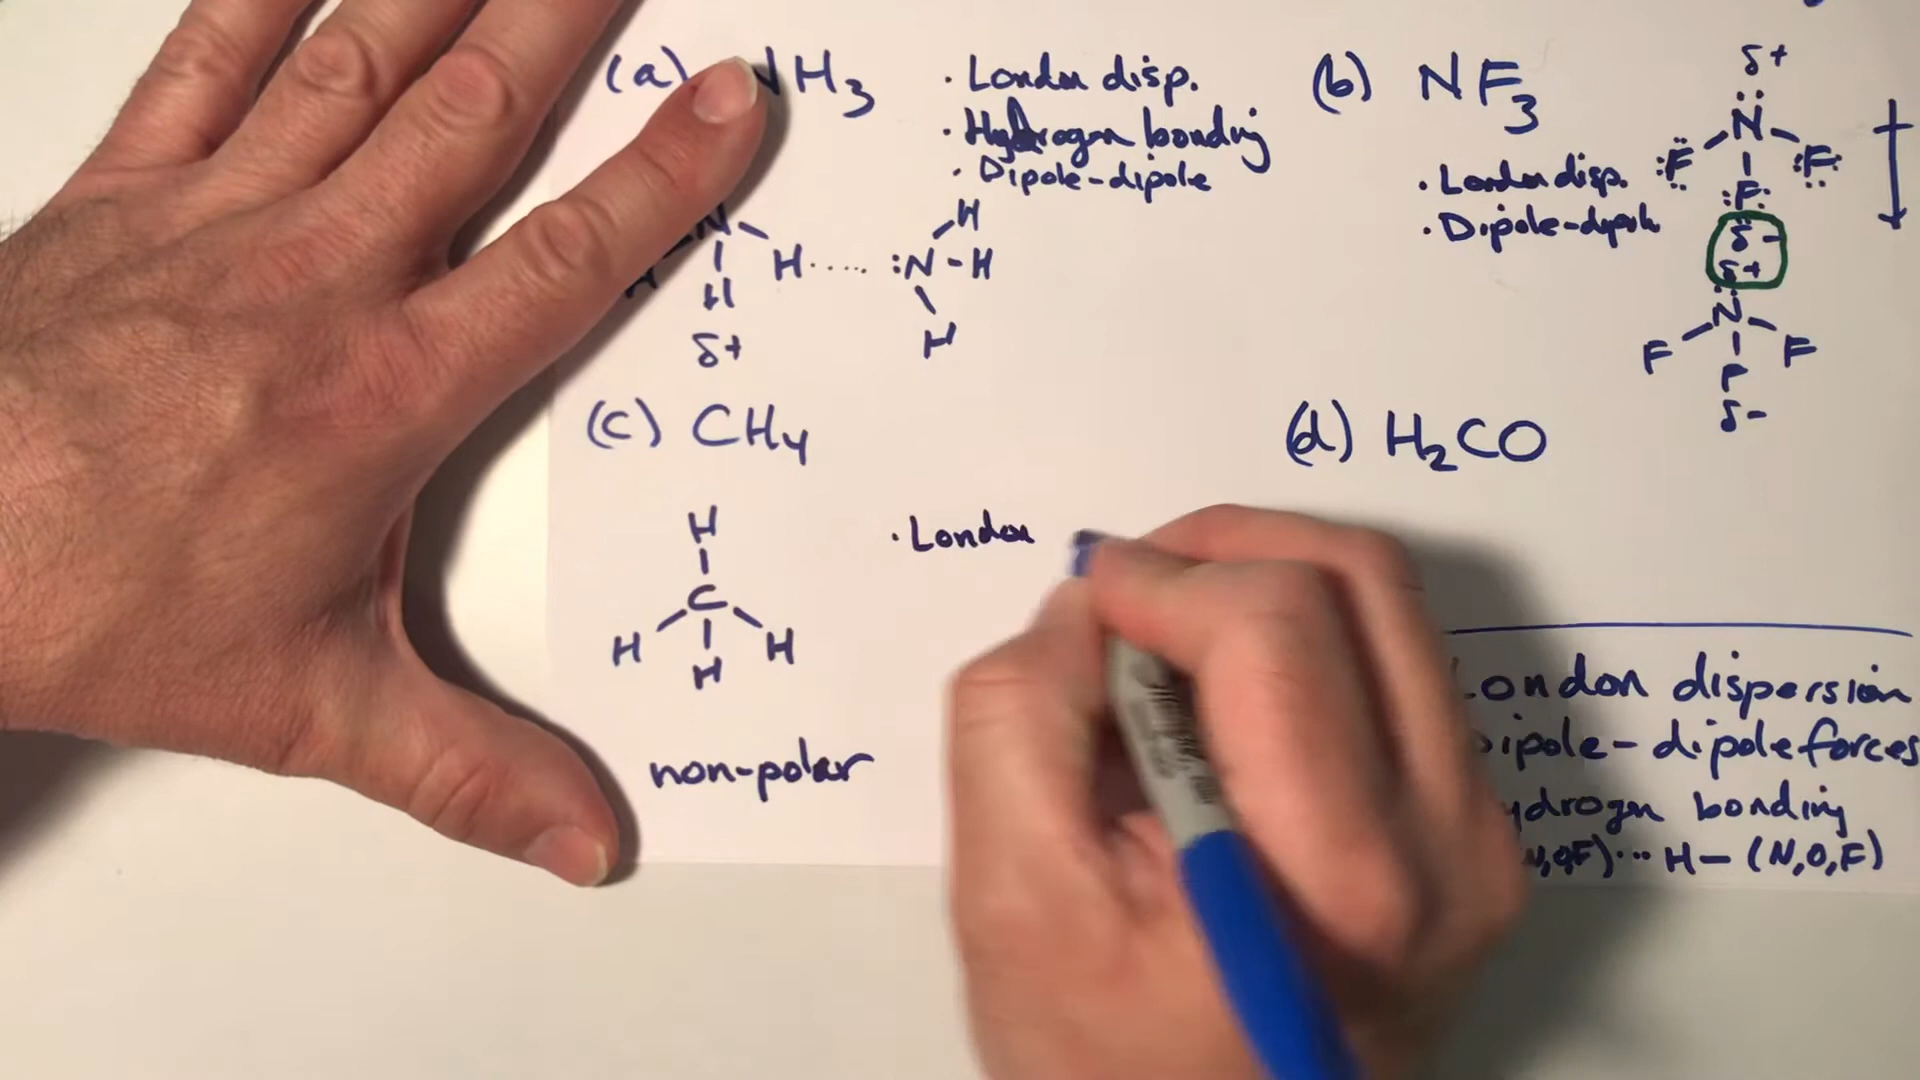 (a) NH3
· London disp.
· Hydrogen bonding
· Dipole-dipole
N
H
H
H
δ+
H
:N-H
H
(b) NF3
· London disp.
· Dipole-dipole
δ+
N
F
F
F
δ-
δ+
N
F
F
F
δ-
(c) CH4
H
C
H
H
H
non-polar
· London
(d) H2CO
London dispersion
Dipole-dipole forces
ydrogen bonding
N,O,F)··· H-(N,O,F)